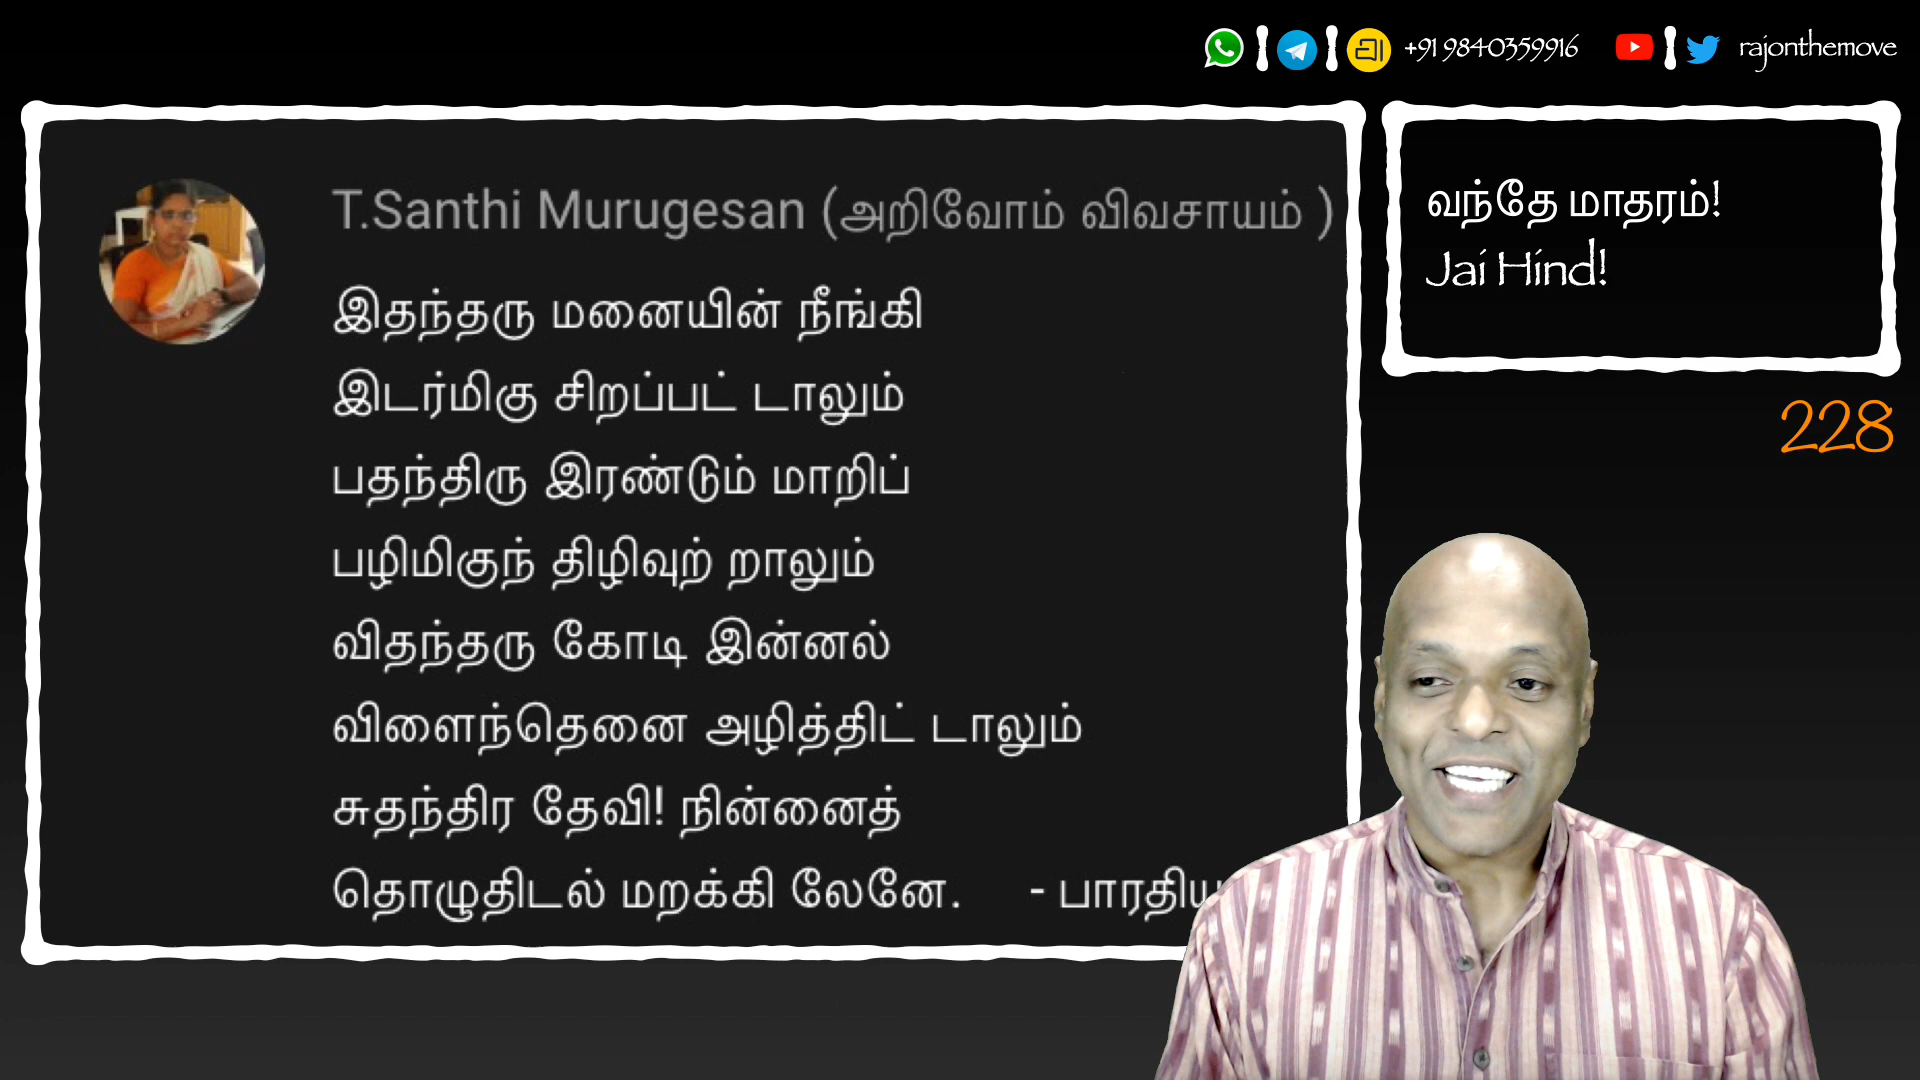 +91 9840359916 rajonthemove
T.Santhi Murugesan (அறிவோம் விவசாயம் )
இதந்தரு மனையின் நீங்கி
இடர்மிகு சிறப்பட் டாலும்
பதந்திரு இரண்டும் மாறிப்
பழிமிகுந் திழிவுற் றாலும்
விதந்தரு கோடி இன்னல்
விளைந்தெனை அழித்திட் டாலும்
சுதந்திர தேவி! நின்னைத்
தொழுதிடல் மறக்கி லேனே. -
வந்தே மாதரம்!
Jai Hind!
228